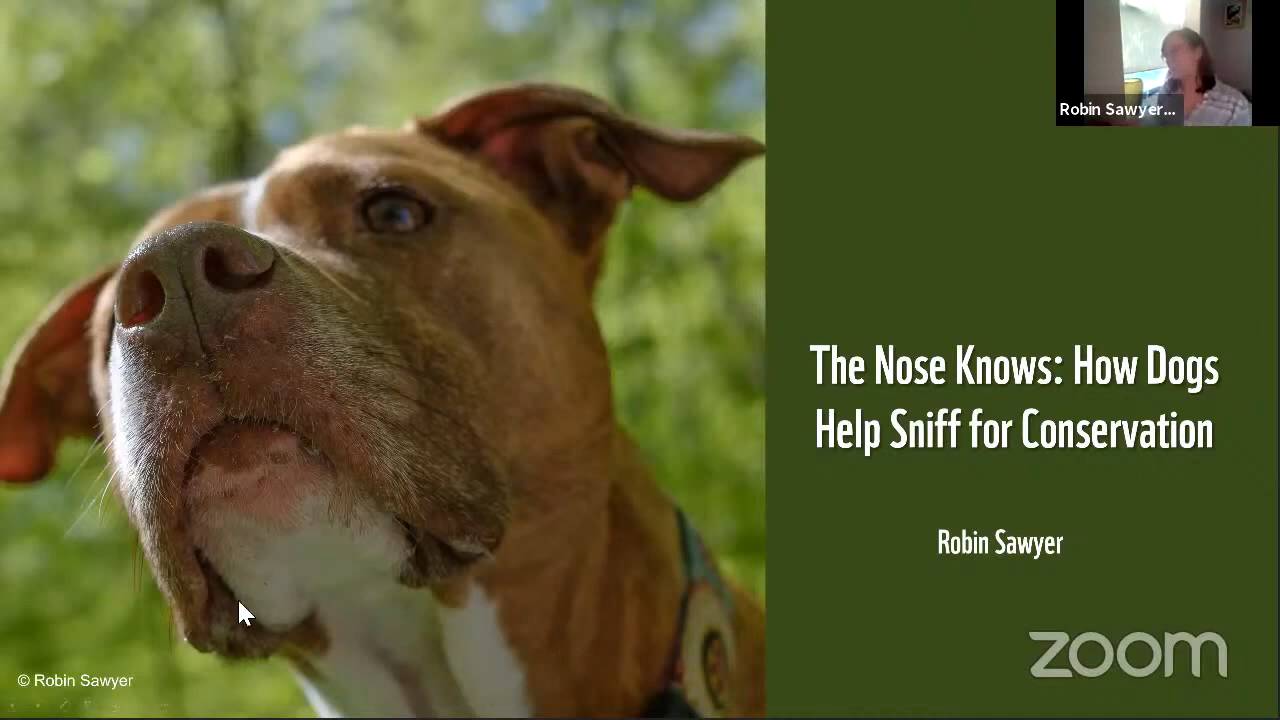 Robin Sawyer...
The Nose Knows: How Dogs
Help Sniff for Conservation
Robin Sawyer
zoom
© Robin Sawyer